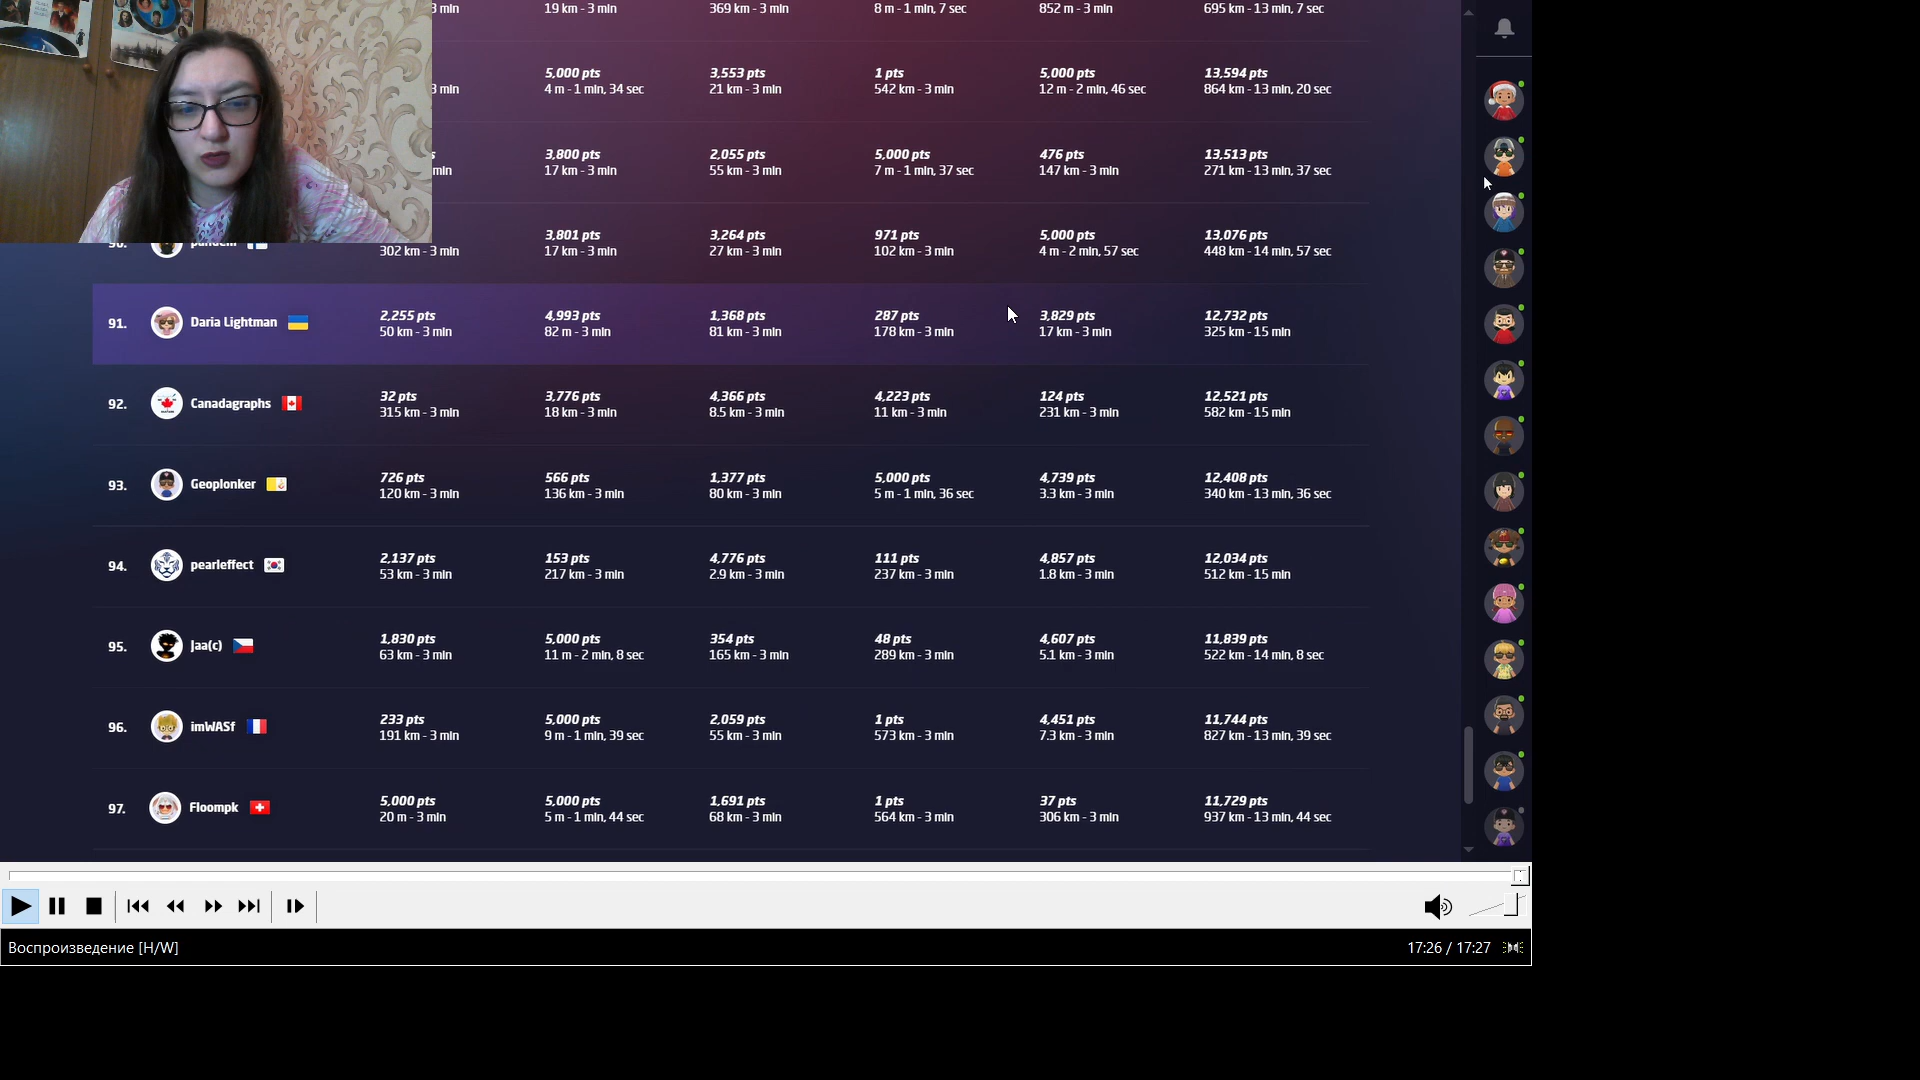 3 min 19 km - 3 min 369 km - 3 min 8 m - 1 min, 7 sec 852 m - 3 min 695 km - 13 min, 7 sec
5,000 pts 3,553 pts 1 pts 5,000 pts 13,594 pts
3 min 4 m - 1 min, 34 sec 21 km - 3 min 542 km - 3 min 12 m - 2 min, 46 sec 864 km - 13 min, 20 sec
3,800 pts 2,055 pts 5,000 pts 476 pts 13,513 pts
min 17 km - 3 min 55 km - 3 min 7 m - 1 min, 37 sec 147 km - 3 min 271 km - 13 min, 37 sec
3,801 pts 3,264 pts 971 pts 5,000 pts 13,076 pts
302 km - 3 min 17 km - 3 min 27 km - 3 min 102 km - 3 min 4 m - 2 min, 57 sec 448 km - 14 min, 57 sec
91. Daria Lightman 2,255 pts 4,993 pts 1,368 pts 287 pts 3,829 pts 12,732 pts
50 km - 3 min 82 m - 3 min 81 km - 3 min 178 km - 3 min 17 km - 3 min 325 km - 15 min
92. Canadagraphs 32 pts 3,776 pts 4,366 pts 4,223 pts 124 pts 12,521 pts
315 km - 3 min 18 km - 3 min 8.5 km - 3 min 11 km - 3 min 231 km - 3 min 582 km - 15 min
93. Geoplonker 726 pts 566 pts 1,377 pts 5,000 pts 4,739 pts 12,408 pts
120 km - 3 min 136 km - 3 min 80 km - 3 min 5 m - 1 min, 36 sec 3.3 km - 3 min 340 km - 13 min, 36 sec
94. pearleffect 2,137 pts 153 pts 4,776 pts 111 pts 4,857 pts 12,034 pts
53 km - 3 min 217 km - 3 min 2.9 km - 3 min 237 km - 3 min 1.8 km - 3 min 512 km - 15 min
95. Jaa(c) 1,830 pts 5,000 pts 354 pts 48 pts 4,607 pts 11,839 pts
63 km - 3 min 11 m - 2 min, 8 sec 165 km - 3 min 289 km - 3 min 5.1 km - 3 min 522 km - 14 min, 8 sec
96. imWASf 233 pts 5,000 pts 2,059 pts 1 pts 4,451 pts 11,744 pts
191 km - 3 min 9 m - 1 min, 39 sec 55 km - 3 min 573 km - 3 min 7.3 km - 3 min 827 km - 13 min, 39 sec
97. Floompk 5,000 pts 5,000 pts 1,691 pts 1 pts 37 pts 11,729 pts
20 m - 3 min 5 m - 1 min, 44 sec 68 km - 3 min 564 km - 3 min 306 km - 3 min 937 km - 13 min, 44 sec
Воспроизведение [H/W] 17:26 / 17:27